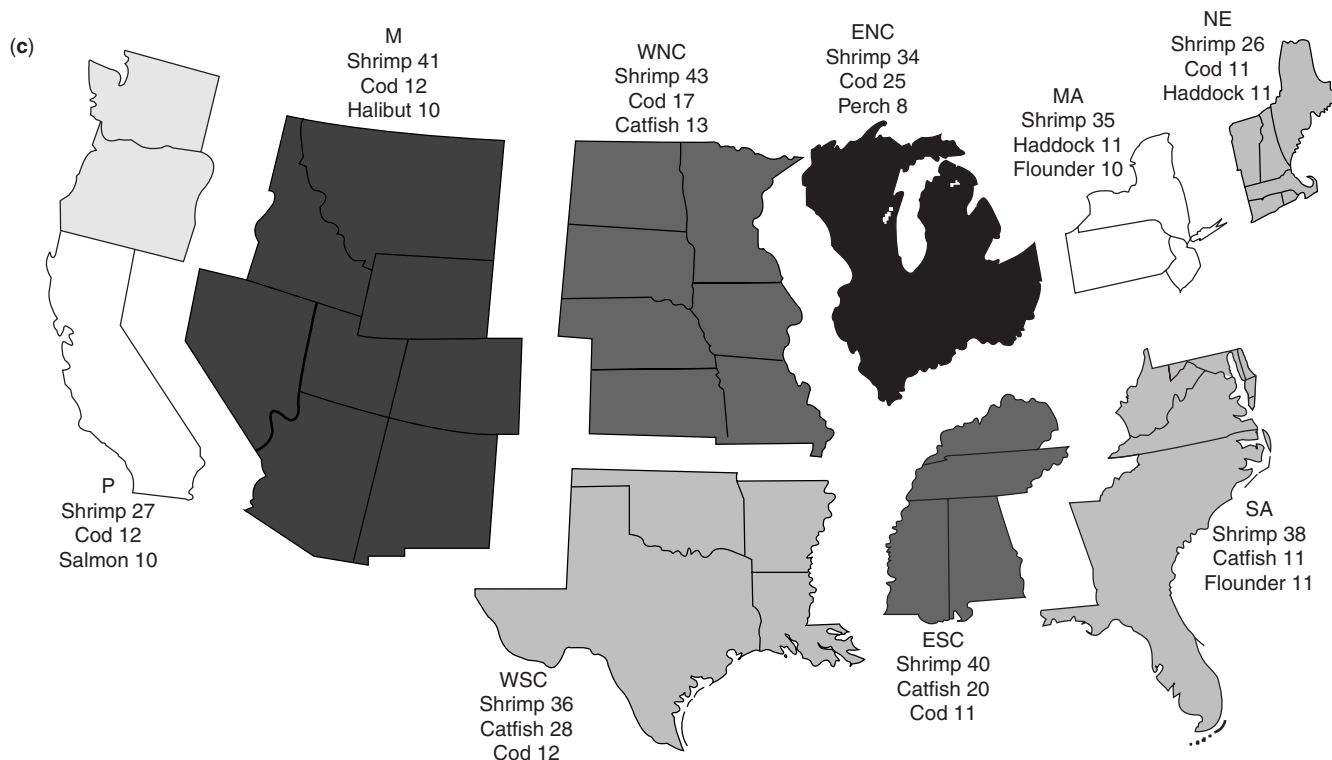 (c)
M
Shrimp 41
Cod 12
Halibut 10
WNC
Shrimp 43
Cod 17
Catfish 13
ENC
Shrimp 34
Cod 25
Perch 8
MA
Shrimp 35
Haddock 11
Flounder 10
NE
Shrimp 26
Cod 11
Haddock 11
P
Shrimp 27
Cod 12
Salmon 10
WSC
Shrimp 36
Catfish 28
Cod 12
ESC
Shrimp 40
Catfish 20
Cod 11
SA
Shrimp 38
Catfish 11
Flounder 11